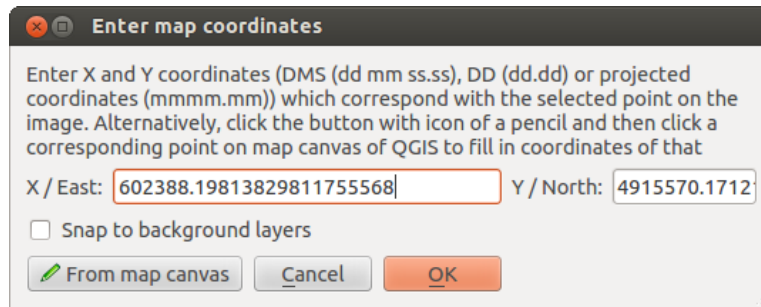 Enter map coordinates
Enter X and Y coordinates (DMS (dd mm ss.ss), DD (dd.dd) or projected
coordinates (mmmm.mm)) which correspond with the selected point on the
image. Alternatively, click the button with icon of a pencil and then click a
corresponding point on map canvas of QGIS to fill in coordinates of that
X / East: 602388.19813829811755568 Y / North: 4915570.1712
Snap to background layers
From map canvas Cancel OK